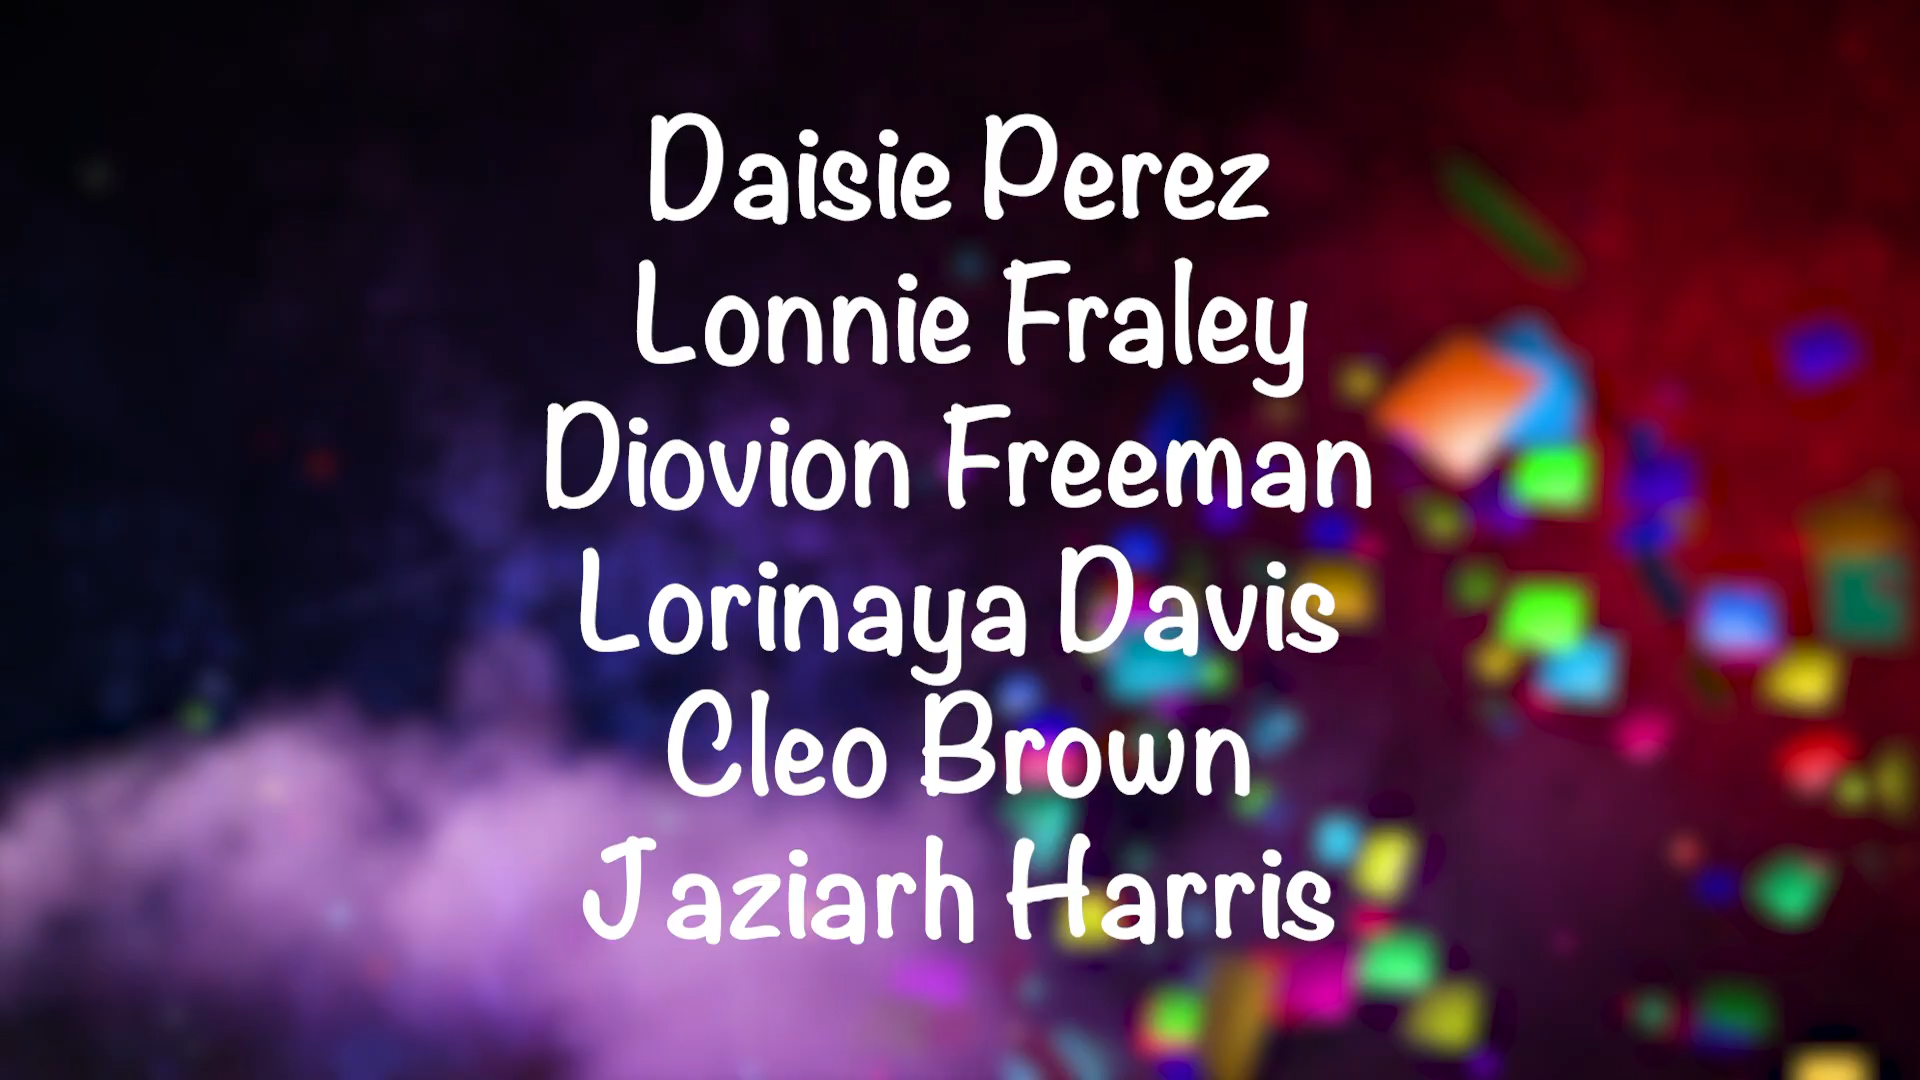 Daisie Perez
Lonnie Fraley
Diovion Freeman
Lorinaya Davis
Cleo Brown
Jaziarh Harris